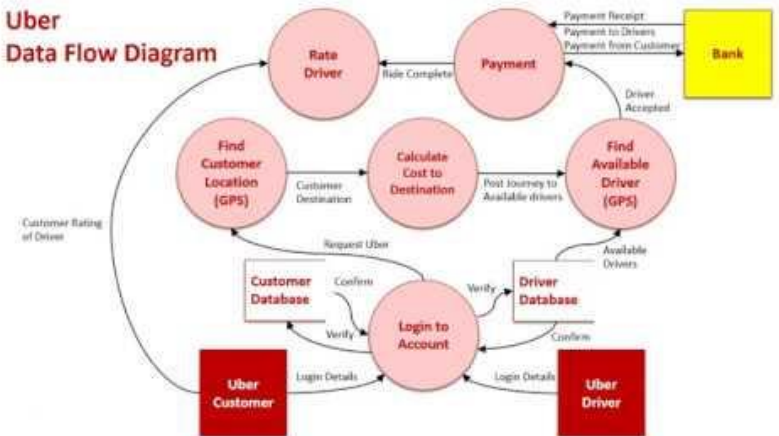 Uber
Data Flow Diagram
Rate
Driver
Ride Complete
Payment
Payment Receipt
Payment to Drivers
Payment from Customer
Bank
Driver
Accepted
Find
Customer
Location
(GPS)
Customer
Destination
Calculate
Cost to
Destination
Post Journey to
Available drivers
Find
Available
Driver
(GPS)
Customer Rating
of Driver
Request Uber
Available
Drivers
Customer
Database
Confirm
Verify
Driver
Database
Verify
Login to
Account
Confirm
Uber
Customer
Login Details
Login Details
Uber
Driver